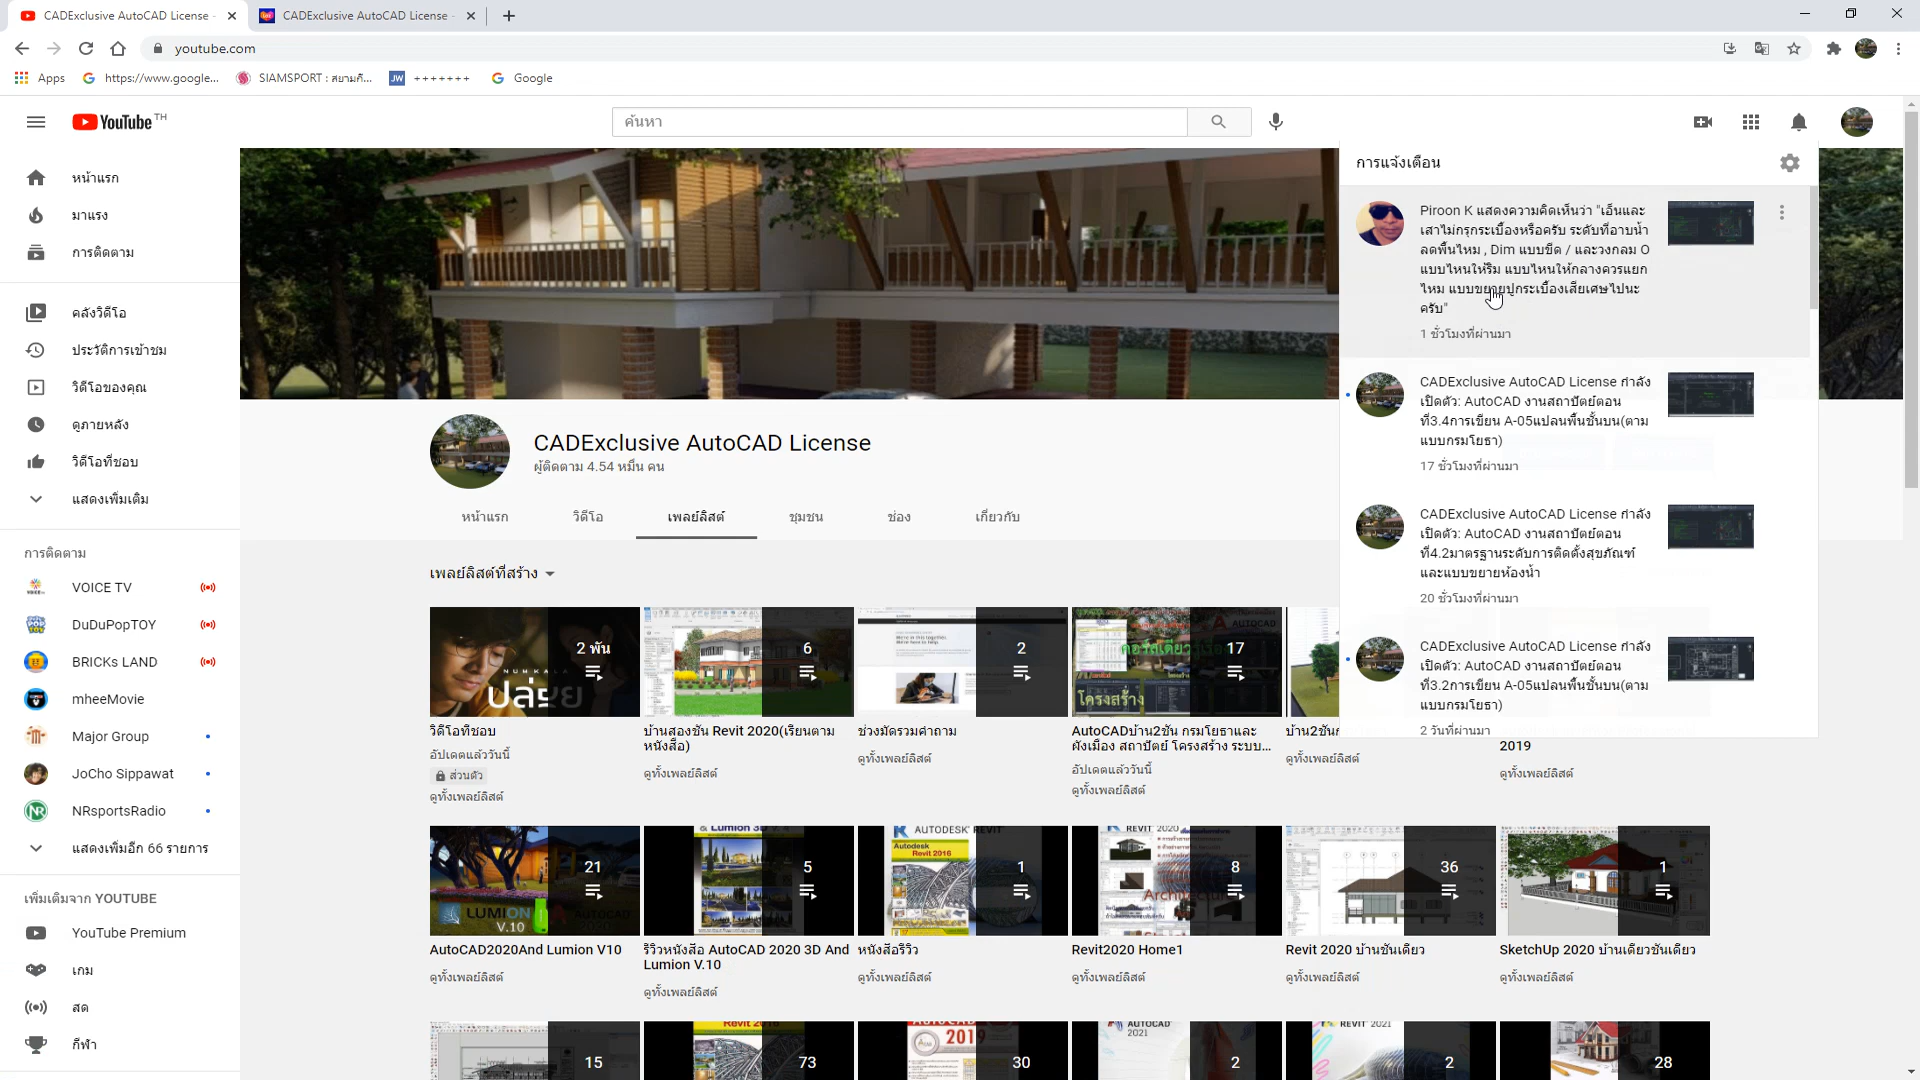 CADExclusive AutoCAD License -
CADExclusive AutoCAD License -
youtube.com
Apps
https://www.google...
SIAMSPORT : สยามกี...
JW
+++++++
Google
YouTube TH
ค้นหา
หน้าแรก
มาแรง
การติดตาม
คลังวิดีโอ
ประวัติการเข้าชม
วิดีโอของคุณ
ดูภายหลัง
วิดีโอที่ชอบ
แสดงเพิ่มเติม
การติดตาม
VOICE TV
DuDuPopTOY
BRICKs LAND
mheeMovie
Major Group
JoCho Sippawat
NRsportsRadio
แสดงเพิ่มอีก 66 รายการ
เพิ่มเติมจาก YOUTUBE
YouTube Premium
เกม
สด
กีฬา
CADExclusive AutoCAD License
ผู้ติดตาม 4.54 หมื่น คน
หน้าแรก
วิดีโอ
เพลย์ลิสต์
ชุมชน
ช่อง
เกี่ยวกับ
การแจ้งเตือน
Piroon K แสดงความคิดเห็นว่า "เอ็นและ
เสาไม่กรุกระเบื้องหรือครับ ระดับที่อาบน้ำ
ลดพื้นไหม , Dim แบบขีด / และวงกลม O
แบบไหนให้ริม แบบไหนให้กลางควรแยก
ไหม แบบขยายปูกระเบื้องเสียเศษไปนะ
ครับ"
1 ชั่วโมงที่ผ่านมา
CADExclusive AutoCAD License กำลัง
เปิดตัว: AutoCAD งานสถาปัตย์ตอน
ที่3.4การเขียน A-05แปลนพื้นชั้นบน(ตาม
แบบกรมโยธา)
17 ชั่วโมงที่ผ่านมา
CADExclusive AutoCAD License กำลัง
เปิดตัว: AutoCAD งานสถาปัตย์ตอน
ที่4.2มาตรฐานระดับการติดตั้งสุขภัณฑ์
และแบบขยายห้องน้ำ
20 ชั่วโมงที่ผ่านมา
CADExclusive AutoCAD License กำลัง
เปิดตัว: AutoCAD งานสถาปัตย์ตอน
ที่3.2การเขียน A-05แปลนพื้นชั้นบน(ตาม
แบบกรมโยธา)
2 วันที่ผ่านมา
เพลย์ลิสต์ที่สร้าง
NUMKALA
ปล่อย
2 พัน
6
2
17
คอร์สเดียว
โครงสร้าง
วิดีโอที่ชอบ
อัปเดตแล้ววันนี้
ส่วนตัว
ดูทั้งเพลย์ลิสต์
บ้านสองชั้น Revit 2020(เรียนตาม
หนังสือ)
ดูทั้งเพลย์ลิสต์
ช่วงมัดรวมคำถาม
ดูทั้งเพลย์ลิสต์
AutoCADบ้าน2ชั้น กรมโยธาและ
ผังเมือง สถาปัตย์ โครงสร้าง ระบบ...
อัปเดตแล้ววันนี้
ดูทั้งเพลย์ลิสต์
ดูทั้งเพลย์ลิสต์
2019
ดูทั้งเพลย์ลิสต์
LUMION
V.10
AUTOCAD
21
& Lumion 3D
5
AUTODESK REVIT
Autodesk
Revit 2016
1
REVIT 2020
Architectur
8
36
1
AutoCAD2020And Lumion V10
ดูทั้งเพลย์ลิสต์
รีวิวหนังสือ AutoCAD 2020 3D And
Lumion V.10
ดูทั้งเพลย์ลิสต์
หนังสือรีวิว
ดูทั้งเพลย์ลิสต์
Revit2020 Home1
ดูทั้งเพลย์ลิสต์
Revit 2020 บ้านชั้นเดียว
ดูทั้งเพลย์ลิสต์
SketchUp 2020 บ้านเดี่ยวชั้นเดียว
ดูทั้งเพลย์ลิสต์
15
Revit 2016
73
2019
30
AUTOCAD
2021
2
REVIT 2021
2
28